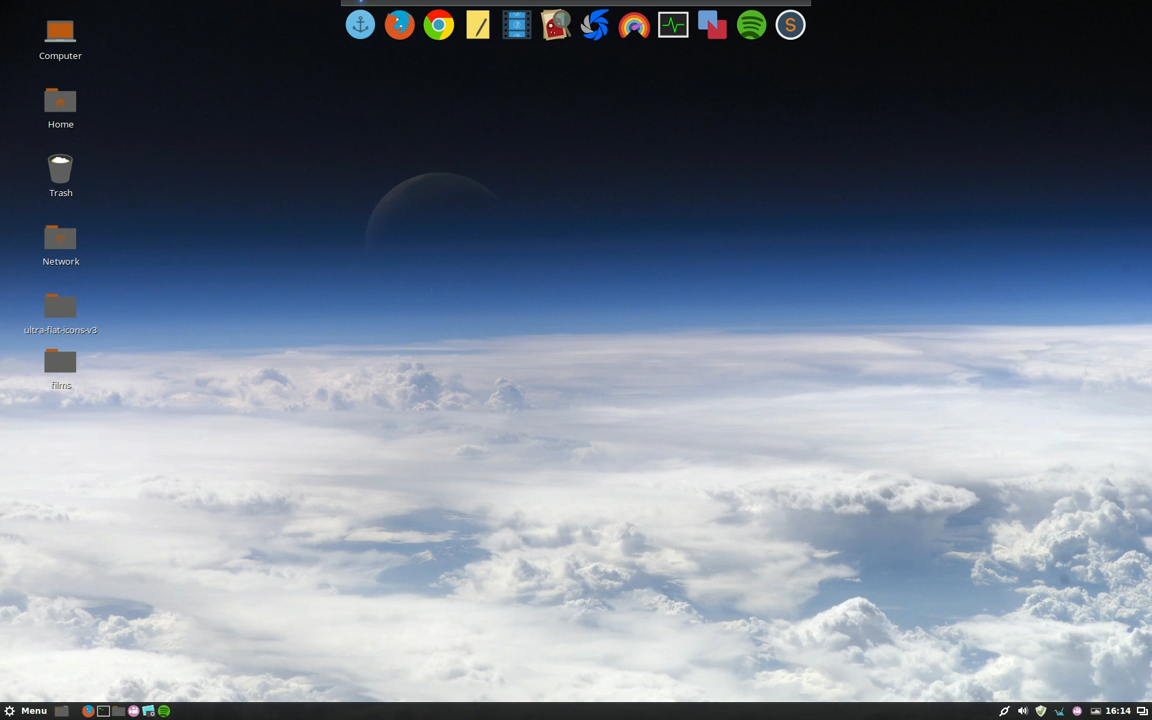 Computer
Home
Trash
Network
ultra-flat-icons-v3
films
S
Menu
16:14